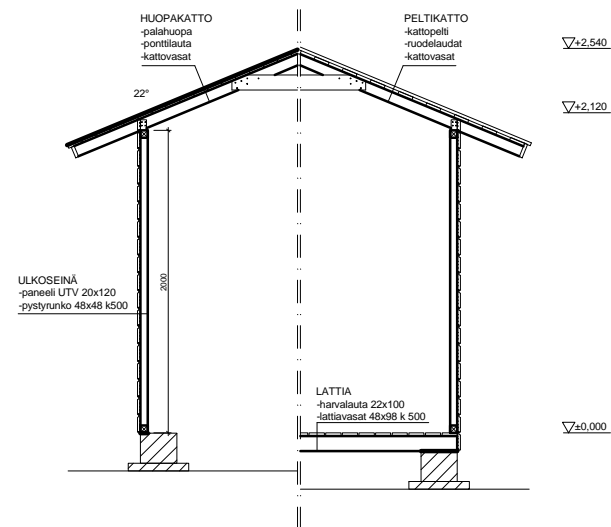 HUOPAKATTO
-palahuopa
-ponttilauta
-kattovasat
PELTIKATTO
-kattopelti
-ruodelaudat
-kattovasat
+2,540
22°
+2,120
2000
ULKOSEINÄ
-paneeli UTV 20x120
-pystyrunko 48x48 k500
LATTIA
-harvalauta 22x100
-lattiavasat 48x98 k 500
±0,000